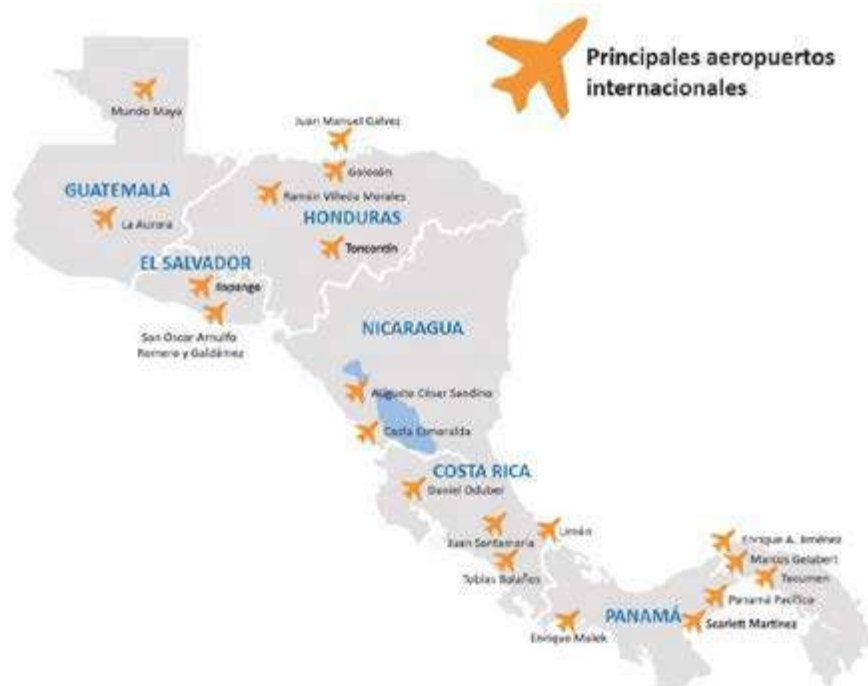 Principales aeropuertos
internacionales
Mundo Maya
Juan Manuel Gálvez
Golosón
GUATEMALA
Ramón Villeda Morales
La Aurora
HONDURAS
Toncontín
EL SALVADOR
Ilopango
San Óscar Arnulfo
Romero y Galdámez
NICARAGUA
Augusto César Sandino
Costa Esmeralda
COSTA RICA
Daniel Oduber
Juan Santamaría
Limón
Tobías Bolaños
Enrique A. Jiménez
Marcos Gelabert
Tocumen
Panamá Pacífico
PANAMÁ
Scarlett Martínez
Enrique Malek